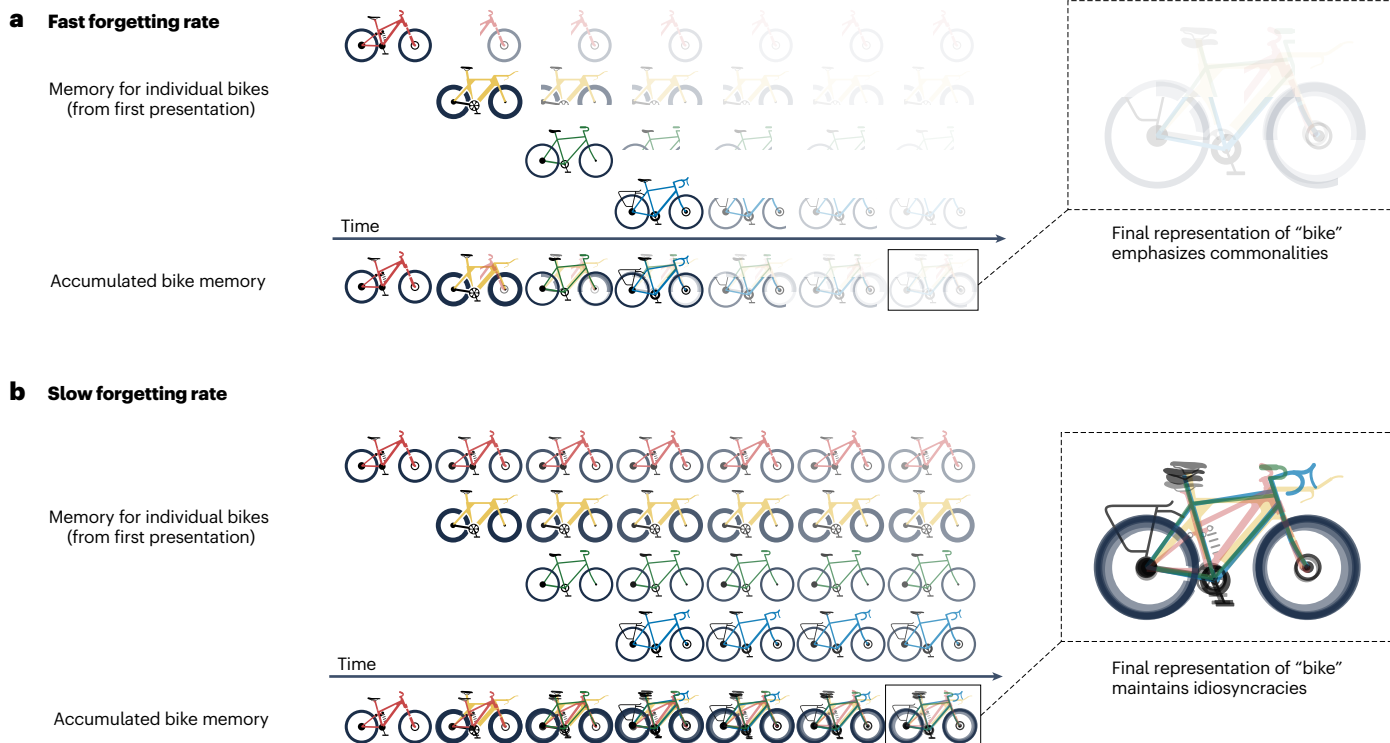 a Fast forgetting rate
Memory for individual bikes
(from first presentation)
Time
Accumulated bike memory
Final representation of “bike”
emphasizes commonalities
b Slow forgetting rate
Memory for individual bikes
(from first presentation)
Time
Accumulated bike memory
Final representation of “bike”
maintains idiosyncracies